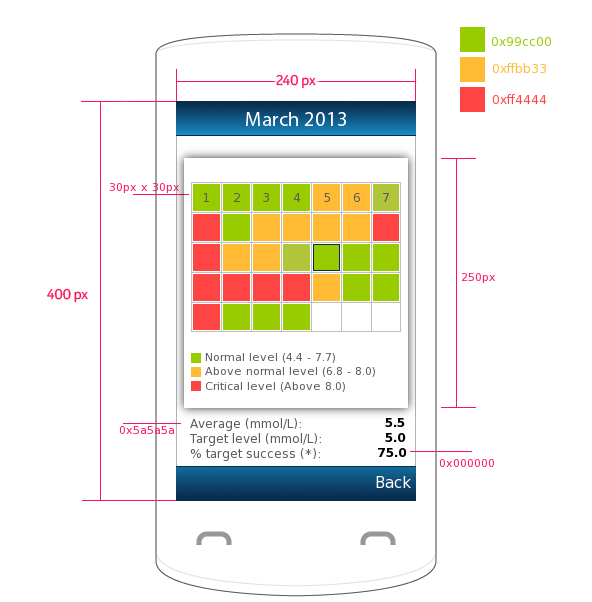 0x99cc00
0xffbb33
0xff4444
240 px
March 2013
30px x 30px
1 2 3 4 5 6 7
250px
400 px
Normal level (4.4 - 7.7)
Above normal level (6.8 - 8.0)
Critical level (Above 8.0)
0x5a5a5a
Average (mmol/L): 5.5
Target level (mmol/L): 5.0
% target success (*): 75.0
0x000000
Back